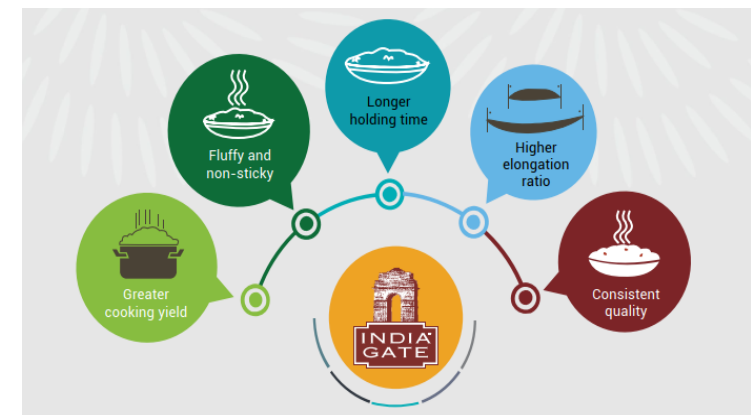 Greater
cooking yield
Fluffy and
non-sticky
Longer
holding time
Higher
elongation
ratio
Consistent
quality
INDIA
GATE